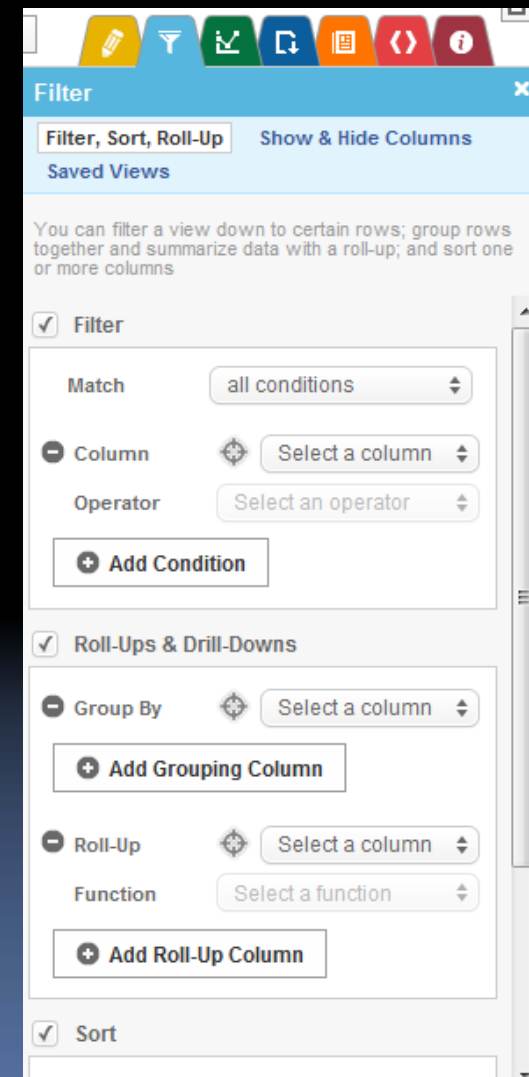 Filter
Filter, Sort, Roll-Up Show & Hide Columns
Saved Views
You can filter a view down to certain rows; group rows
together and summarize data with a roll-up; and sort one
or more columns
Filter
Match all conditions
Column Select a column
Operator Select an operator
Add Condition
Roll-Ups & Drill-Downs
Group By Select a column
Add Grouping Column
Roll-Up Select a column
Function Select a function
Add Roll-Up Column
Sort